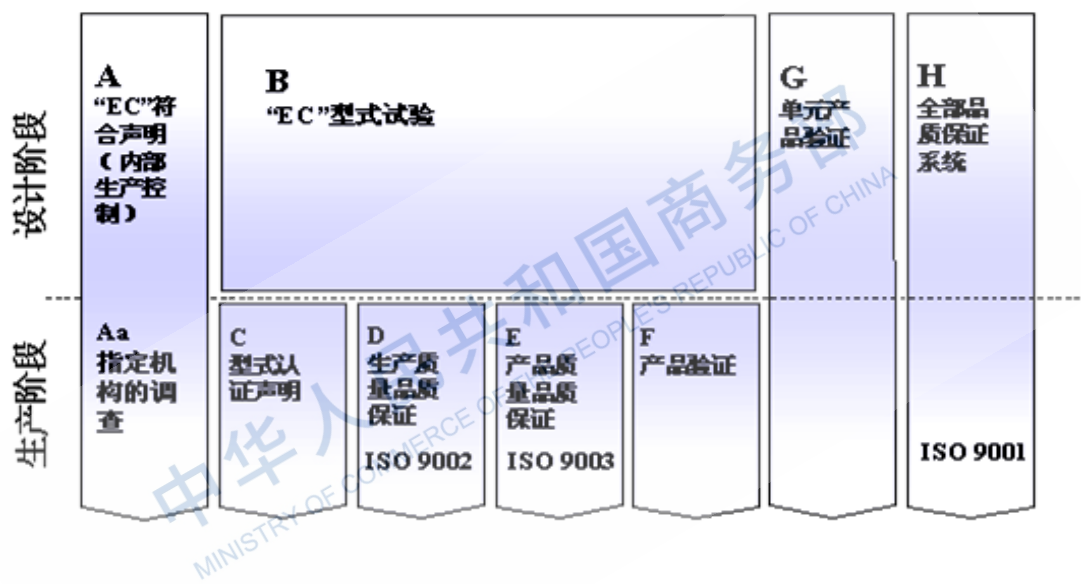 设计阶段
A
“EC”符
合声明
（内部
生产控
制）
B
“EC”型式试验
G
单元产
品验证
H
全部品
质保证
系统
生产阶段
Aa
指定机
构的调
查
C
型式认
证声明
D
生产质
量品质
保证
ISO 9002
E
产品质
量品质
保证
ISO 9003
F
产品验证
ISO 9001
中华人民共和国商务部
MINISTRY OF COMMERCE OF THE PEOPLE'S REPUBLIC OF CHINA